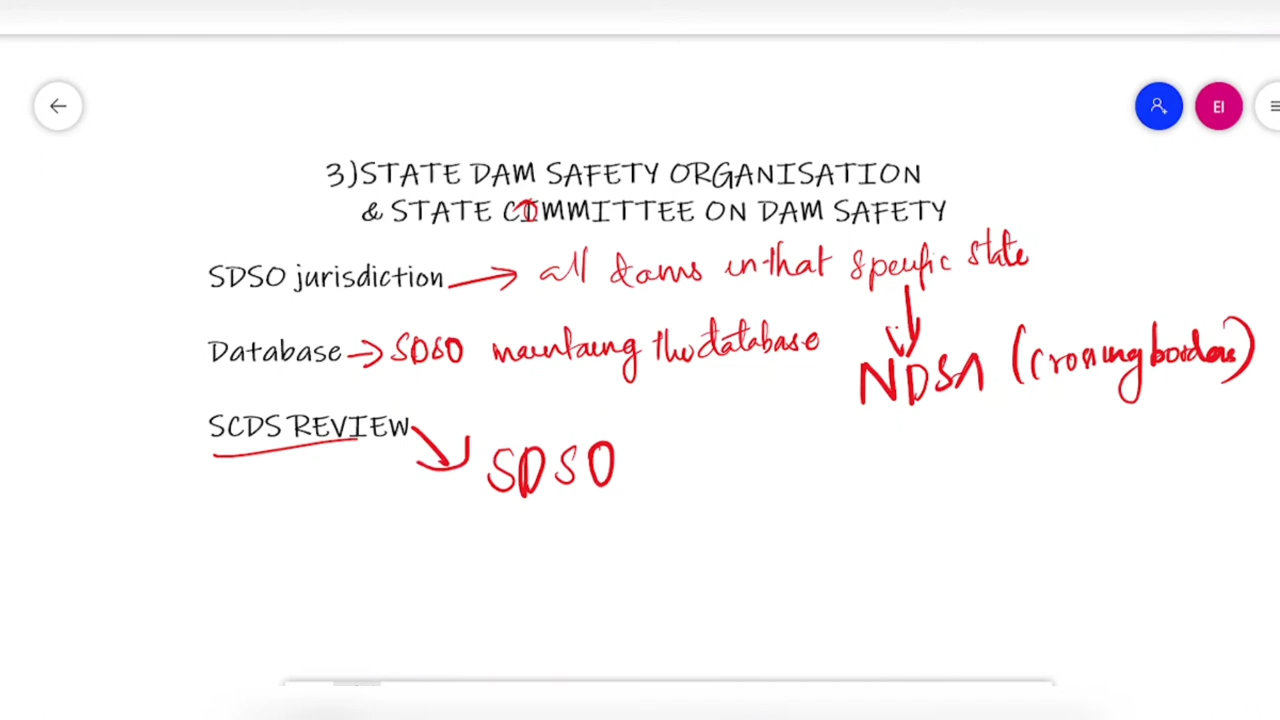 EI
3)STATE DAM SAFETY ORGANISATION
& STATE COMMITTEE ON DAM SAFETY
SDSO jurisdiction → all dams in that specific state
NDSA (crossing borders)
Database → SDSO maintaining the database
SCDS REVIEW
SDSO